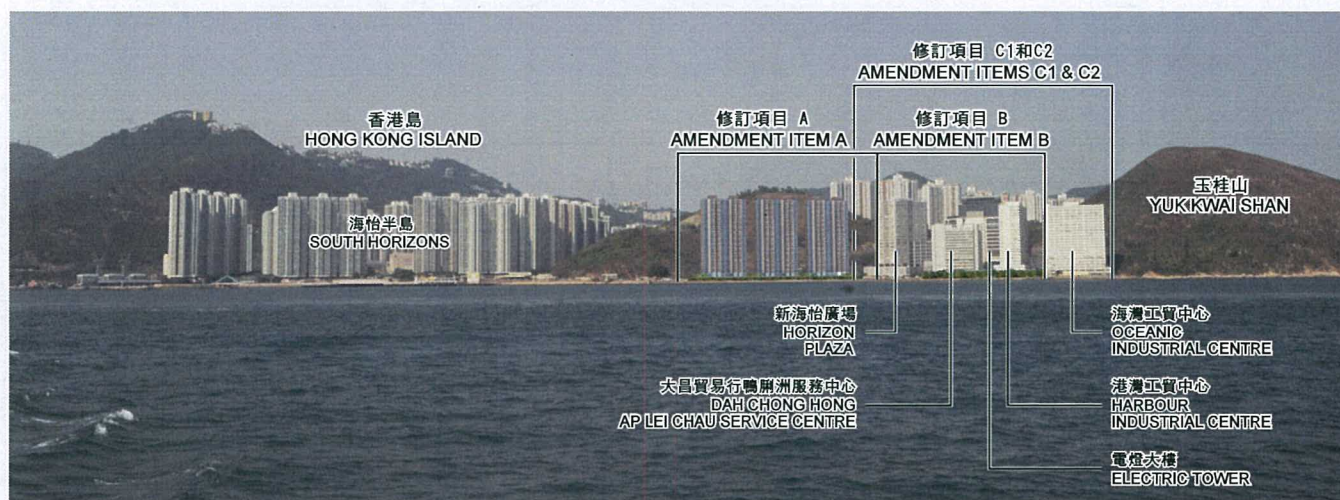 修訂項目 C1和C2
AMENDMENT ITEMS C1 & C2
香港島
HONG KONG ISLAND
修訂項目 A
AMENDMENT ITEM A
修訂項目 B
AMENDMENT ITEM B
玉桂山
YUK KWAI SHAN
海怡半島
SOUTH HORIZONS
新海怡廣場
HORIZON
PLAZA
海灣工貿中心
OCEANIC
INDUSTRIAL CENTRE
大昌貿易行鴨脷洲服務中心
DAH CHONG HONG
AP LEI CHAU SERVICE CENTRE
港灣工貿中心
HARBOUR
INDUSTRIAL CENTRE
電燈大樓
ELECTRIC TOWER